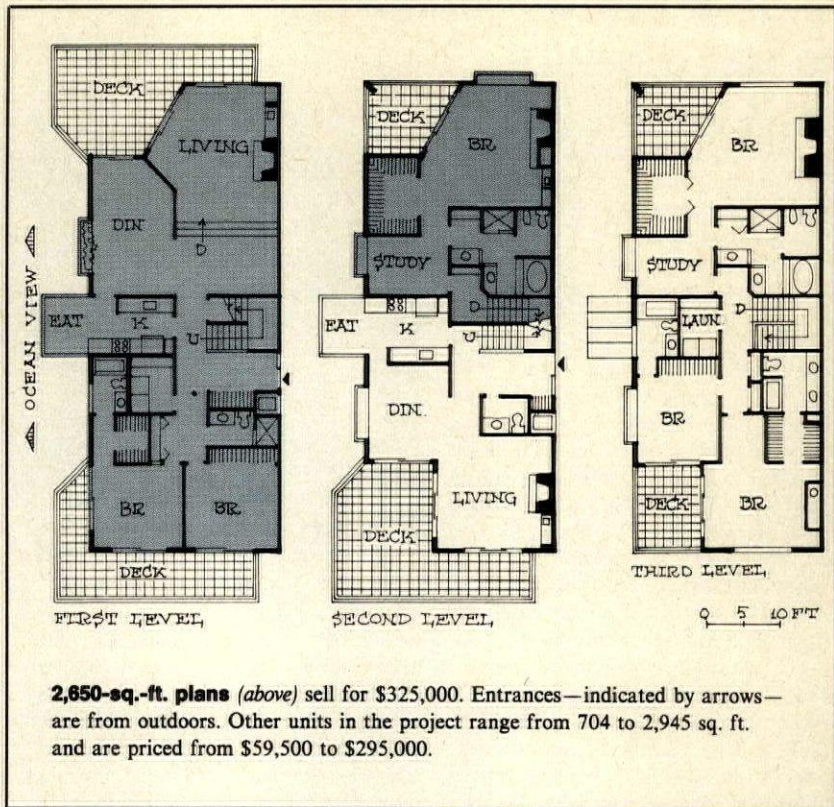 DECK
LIVING
DIN.
D
EAT
K
U
BR
BR
DECK
FIRST LEVEL
OCEAN VIEW
DECK
BR
STUDY
D
EAT
K
U
DIN.
LIVING
DECK
SECOND LEVEL
DECK
BR
STUDY
LAUN.
D
BR
DECK
BR
THIRD LEVEL
0 5 10 FT
2,650-sq.-ft. plans (above) sell for $325,000. Entrances—indicated by arrows—
are from outdoors. Other units in the project range from 704 to 2,945 sq. ft.
and are priced from $59,500 to $295,000.